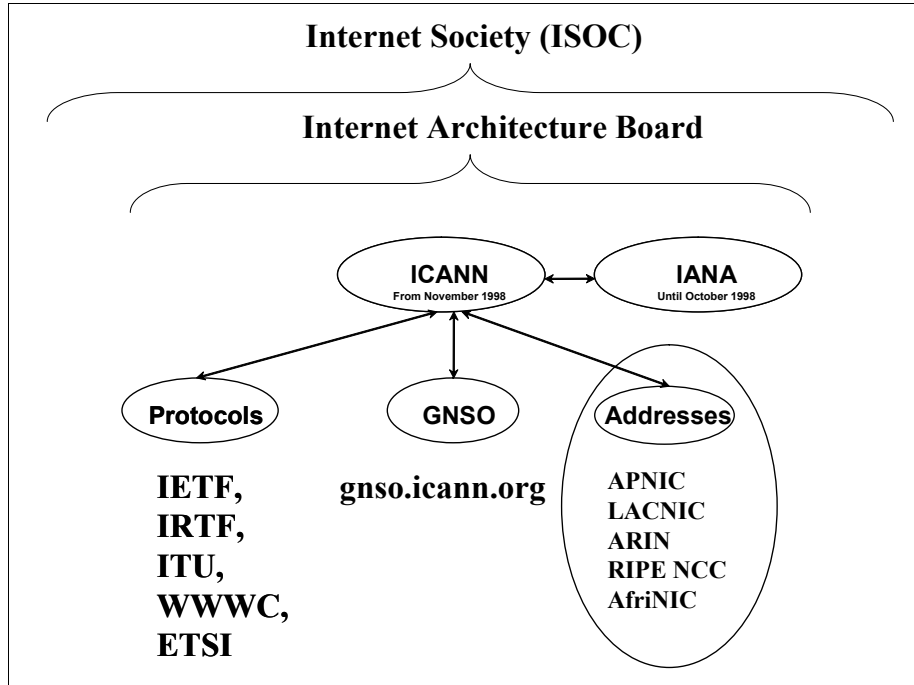 Internet Society (ISOC)
Internet Architecture Board
ICANN
From November 1998
IANA
Until October 1998
Protocols
GNSO
Addresses
IETF,
IRTF,
ITU,
WWWC,
ETSI
gnso.icann.org
APNIC
LACNIC
ARIN
RIPE NCC
AfriNIC